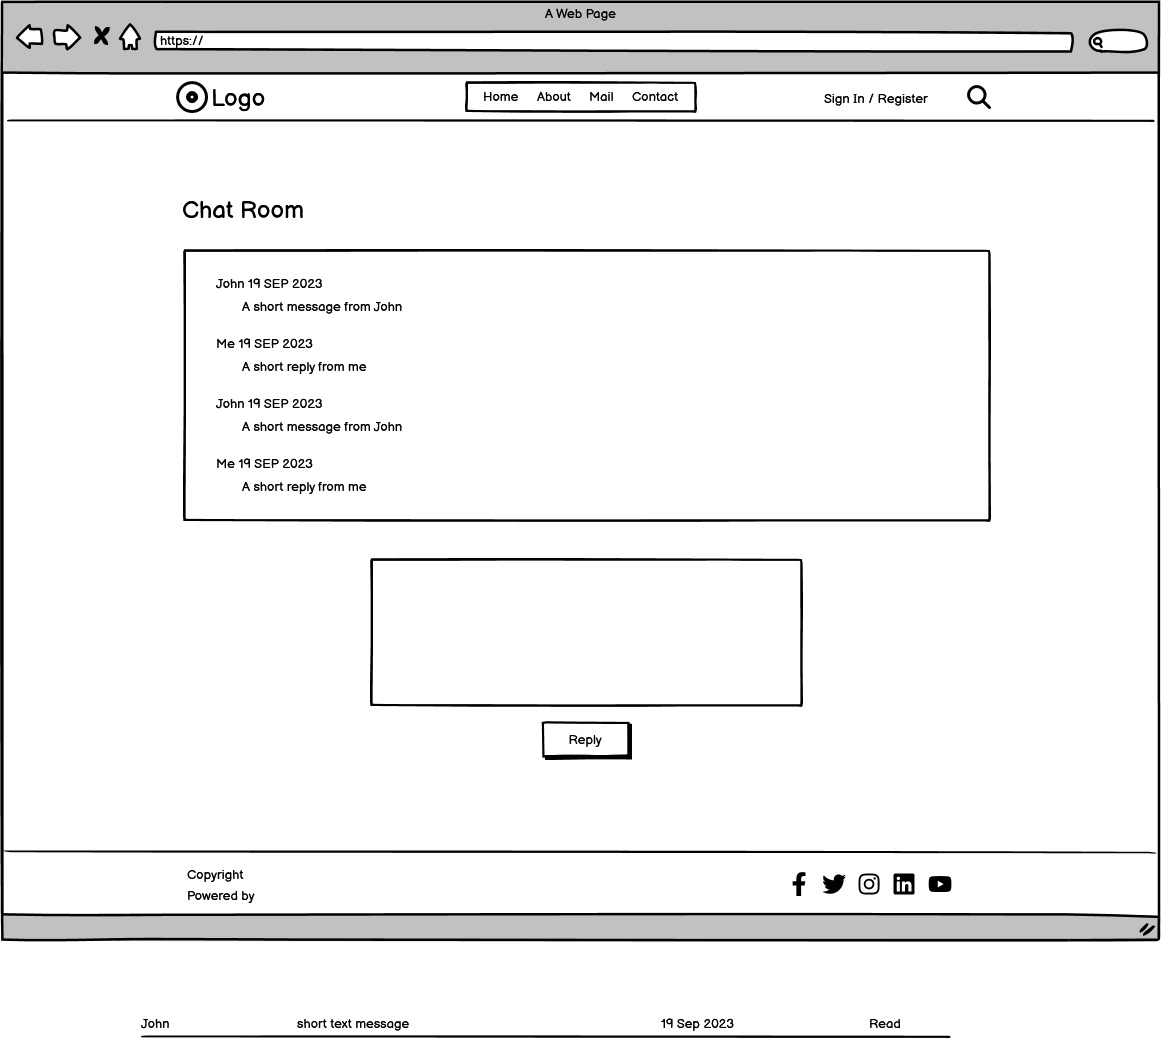 A Web Page
https://
Logo
Home About Mail Contact
Sign In / Register
Chat Room
John 19 SEP 2023
A short message from John
Me 19 SEP 2023
A short reply from me
John 19 SEP 2023
A short message from John
Me 19 SEP 2023
A short reply from me
Reply
Copyright
Powered by
John short text message 19 Sep 2023 Read